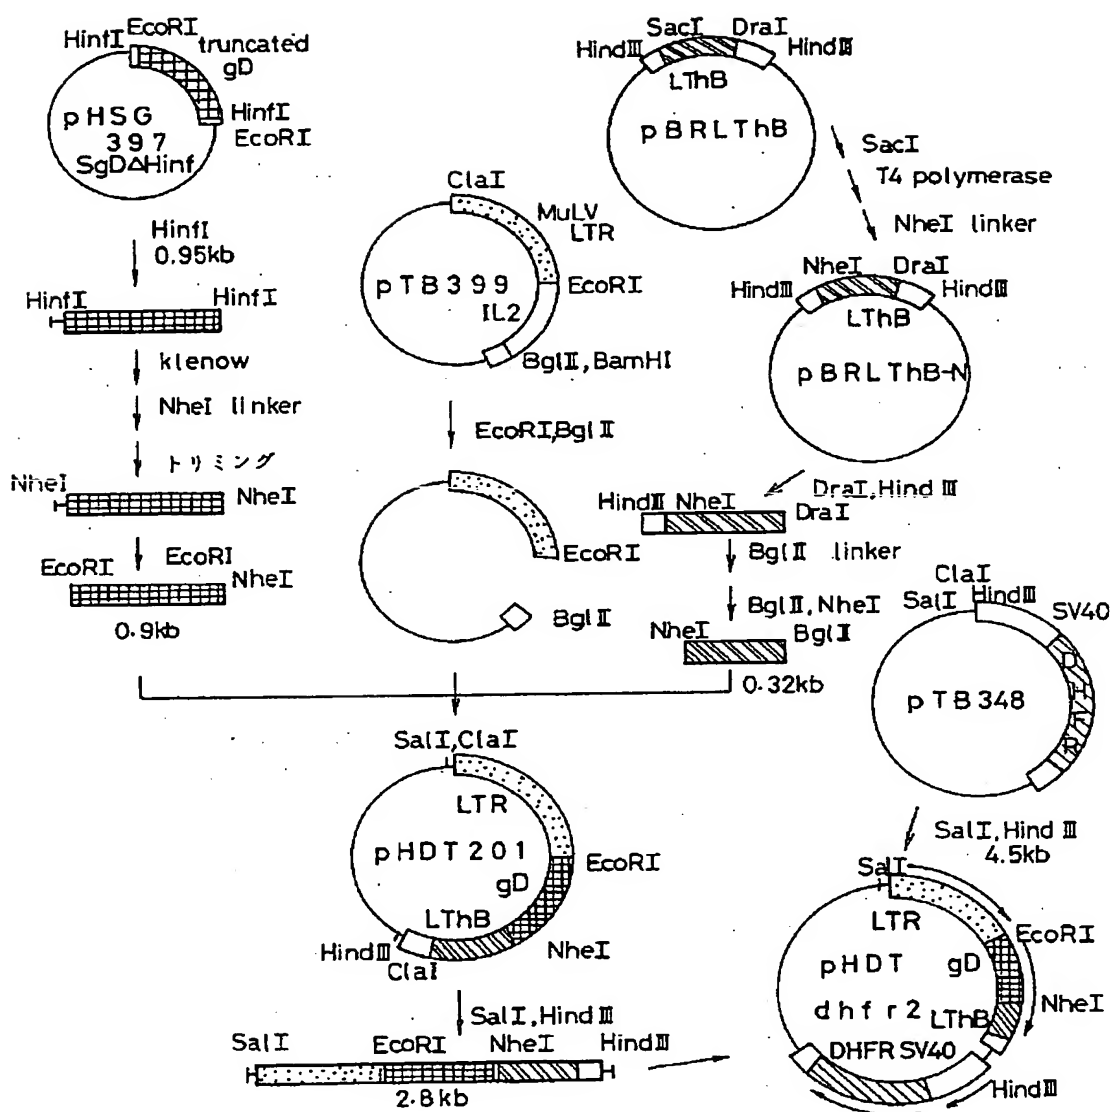 HinfI
EcoRI
truncated
gD
HinfI
EcoRI
pHSG
397
SgDΔHinf
HinfI
0.95kb
HinfI
HinfI
klenow
NheI linker
トリミング
NheI
NheI
EcoRI
EcoRI
NheI
0.9kb
ClaI
MuLV
LTR
pTB399
IL2
EcoRI
BglII, BamHI
EcoRI, BglII
EcoRI
BglII
SacI
DraI
HindIII
HindIII
LThB
pBRLThB
SacI
T4 polymerase
NheI linker
NheI
DraI
HindIII
HindIII
LThB
pBRLThB-N
DraI, HindIII
HindII
NheI
DraI
BglII linker
BglII, NheI
NheI
BglI
0.32kb
ClaI
SalI
HindIII
SV40
DHFR
pTB348
SalI, HindIII
4.5kb
SalI, ClaI
LTR
pHDT201
gD
EcoRI
LThB
HindIII
ClaI
NheI
SalI, HindIII
SalI
EcoRI
NheI
HindIII
2.8kb
SalI
LTR
EcoRI
pHDT
gD
dhfr2
LThB
NheI
DHFR SV40
HindIII